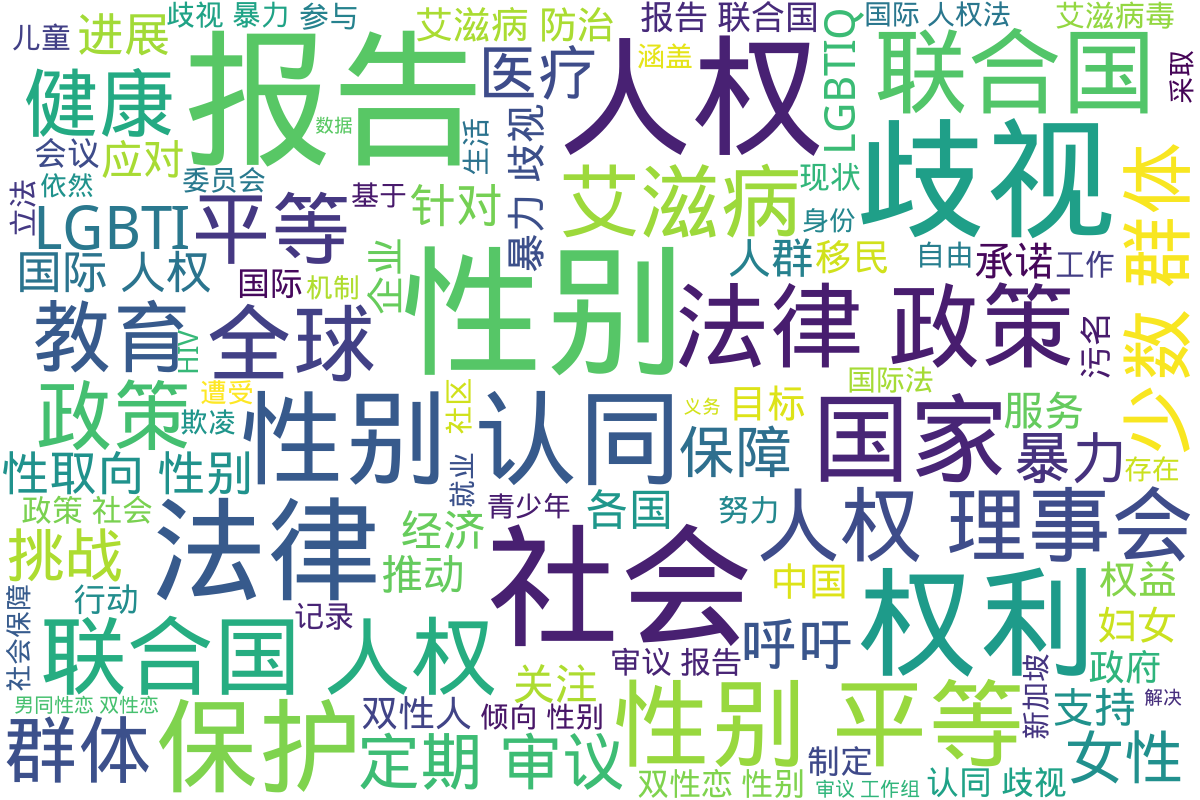 歧视 暴力
参与
报告 联合国
国际 人权法
艾滋病毒
儿童
进展
艾滋病 防治
涵盖
LGBTIQ
联合国
采取
健康
报告
医疗
人权
数据
会议
应对
生活
歧视
歧视
依然
委员会
艾滋病
现状
群体
立法
LGBTI
平等
基于
针对
暴力
身份
国际 人权
国际
机制
企业
性别
人群
移民
自由
承诺
工作
教育
HIV
全球
法律 政策
污名
少数
政策
遭受
欺凌
社区
义务
目标
国际法
服务
性别 认同
保障
国家
暴力
存在
性取向 性别
就业
政策 社会
青少年
各国
努力
人权 理事会
挑战
法律
经济
推动
社会
中国
权利
权益
行动
记录
社会保障
联合国 人权
审议 报告
呼吁
妇女
政府
新加坡
关注
男同性恋 双性恋
保护
双性人
倾向 性别
性别 平等
支持
解决
群体
定期 审议
制定
女性
双性恋 性别
审议 工作组
认同 歧视